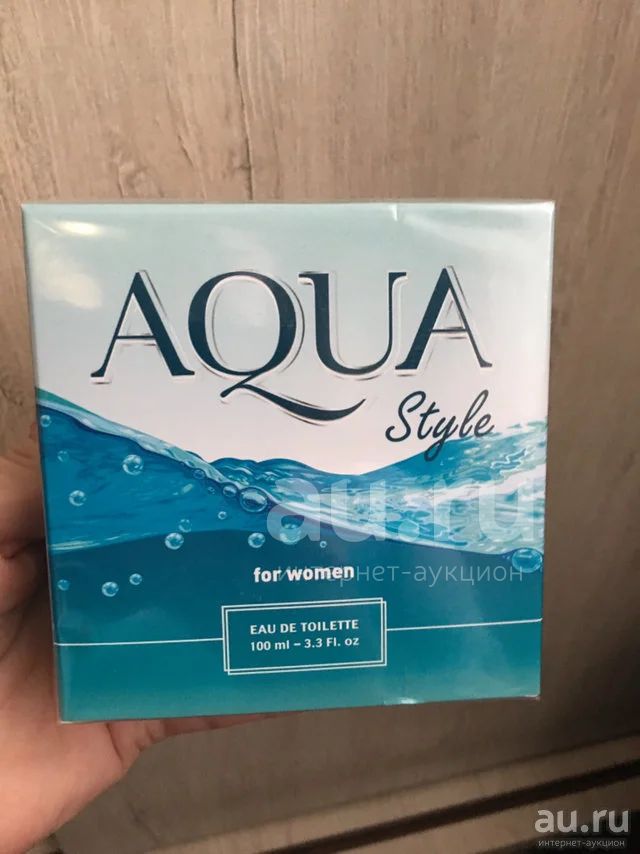 AQUA
Style
au.ru
интернет-аукцион
for women
EAU DE TOILETTE
100 ml – 3.3 Fl. oz
au.ru
интернет-аукцион